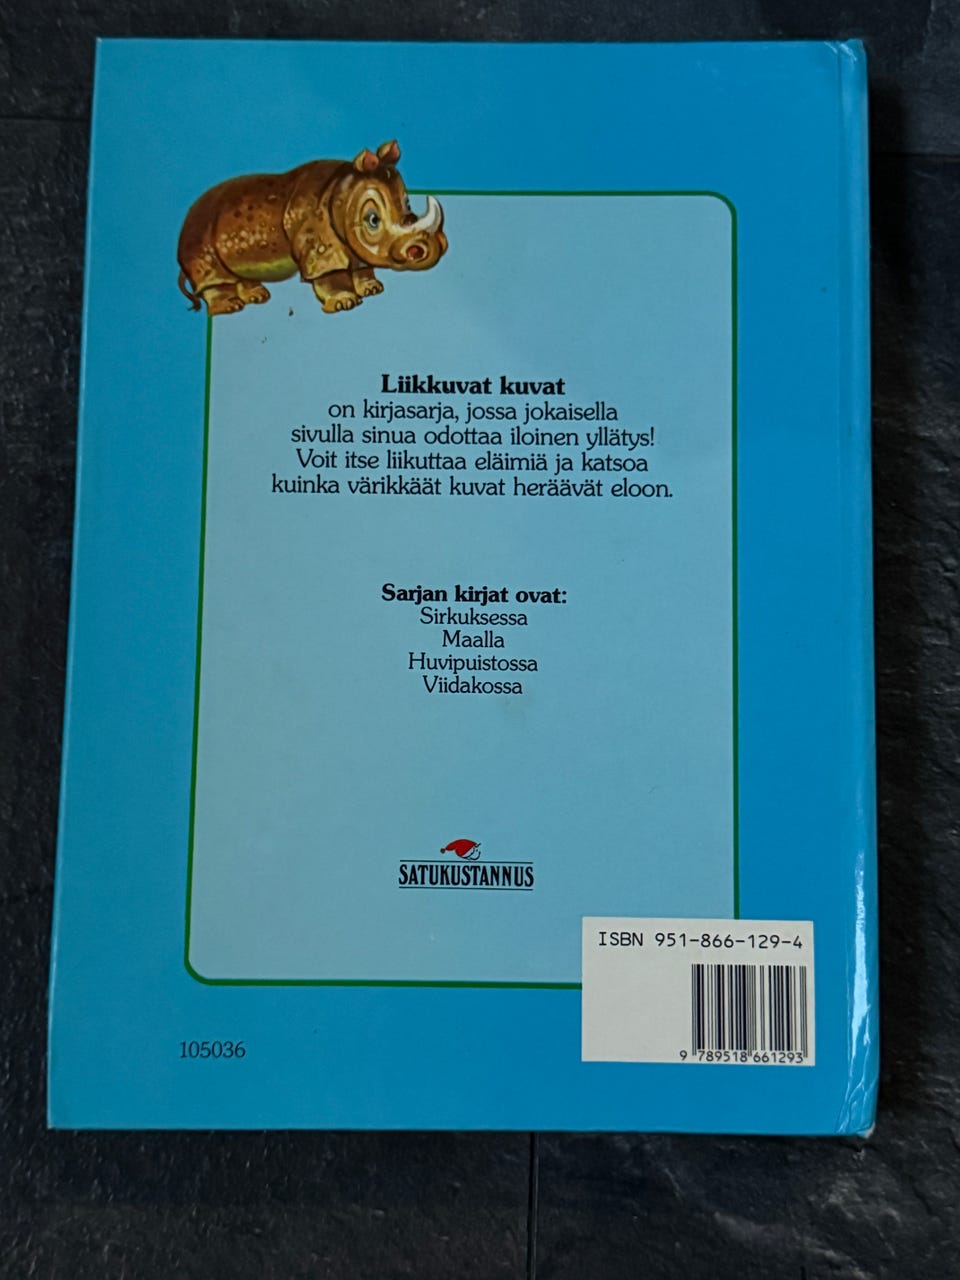 Liikkuvat kuvat
on kirjasarja, jossa jokaisella
sivulla sinua odottaa iloinen yllätys!
Voit itse liikuttaa eläimiä ja katsoa
kuinka värikkäät kuvat heräävät eloon.
Sarjan kirjat ovat:
Sirkuksessa
Maalla
Huvipuistossa
Viidakossa
SATUKUSTANNUS
ISBN 951-866-129-4
9 789518 661293
105036